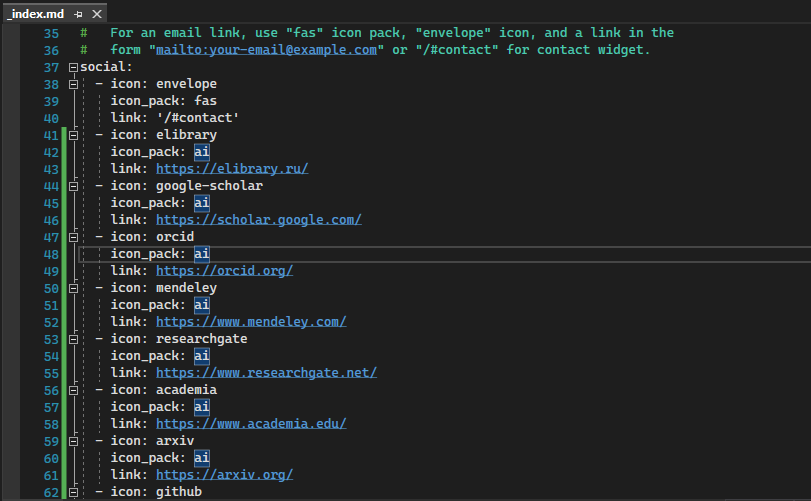 _index.md
35 #   For an email link, use "fas" icon pack, "envelope" icon, and a link in the
36 #   form "mailto:your-email@example.com" or "/#contact" for contact widget.
37 social:
38   - icon: envelope
39     icon_pack: fas
40     link: '/#contact'
41   - icon: elibrary
42     icon_pack: ai
43     link: https://elibrary.ru/
44   - icon: google-scholar
45     icon_pack: ai
46     link: https://scholar.google.com/
47   - icon: orcid
48     icon_pack: ai
49     link: https://orcid.org/
50   - icon: mendeley
51     icon_pack: ai
52     link: https://www.mendeley.com/
53   - icon: researchgate
54     icon_pack: ai
55     link: https://www.researchgate.net/
56   - icon: academia
57     icon_pack: ai
58     link: https://www.academia.edu/
59   - icon: arxiv
60     icon_pack: ai
61     link: https://arxiv.org/
62   - icon: github